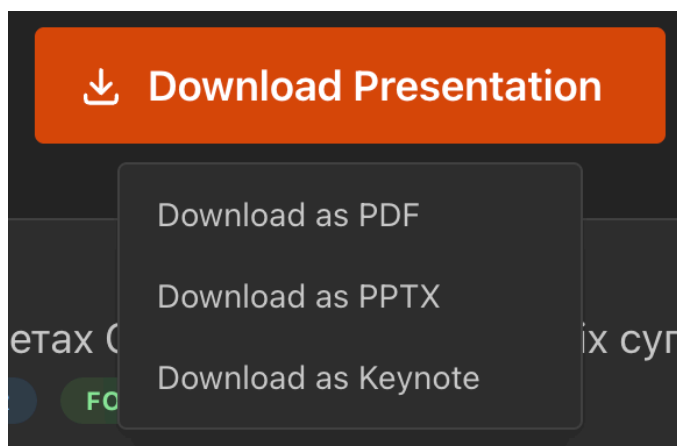 Download Presentation
Download as PDF
Download as PPTX
Download as Keynote